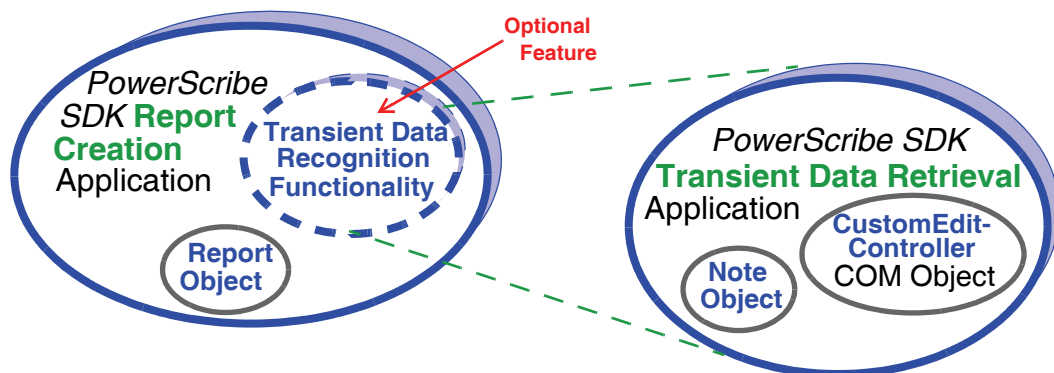 Optional
Feature
PowerScribe
SDK Report
Creation
Application
Transient Data
Recognition
Functionality
Report
Object
PowerScribe SDK
Transient Data Retrieval
Application
CustomEdit-
Controller
COM Object
Note
Object